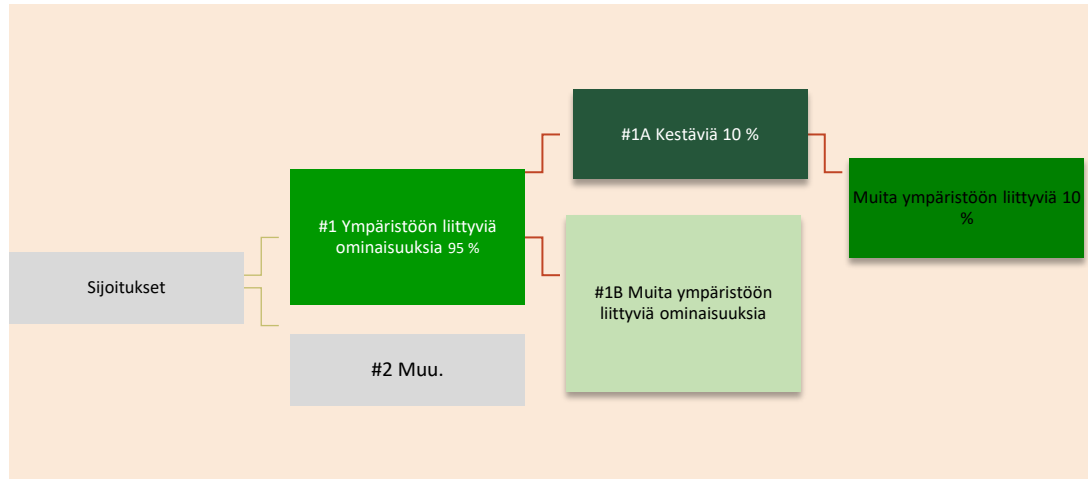 #1A Kestäviä 10 %
Muita ympäristöön liittyviä 10
%
#1 Ympäristöön liittyviä
ominaisuuksia 95 %
Sijoitukset
#1B Muita ympäristöön
liittyviä ominaisuuksia
#2 Muu.